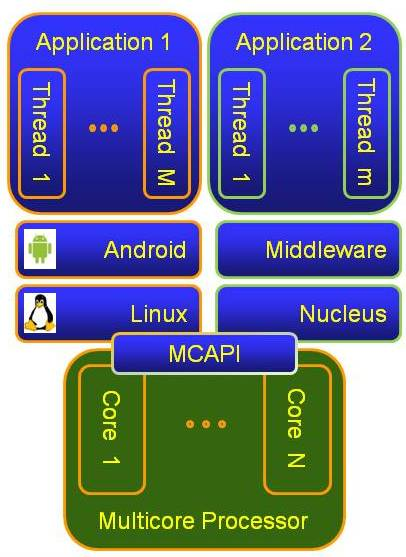 Application 1
Application 2
Thread 1
Thread M
Thread 1
Thread m
Android
Middleware
Linux
Nucleus
MCAPI
Core 1
Core N
Multicore Processor